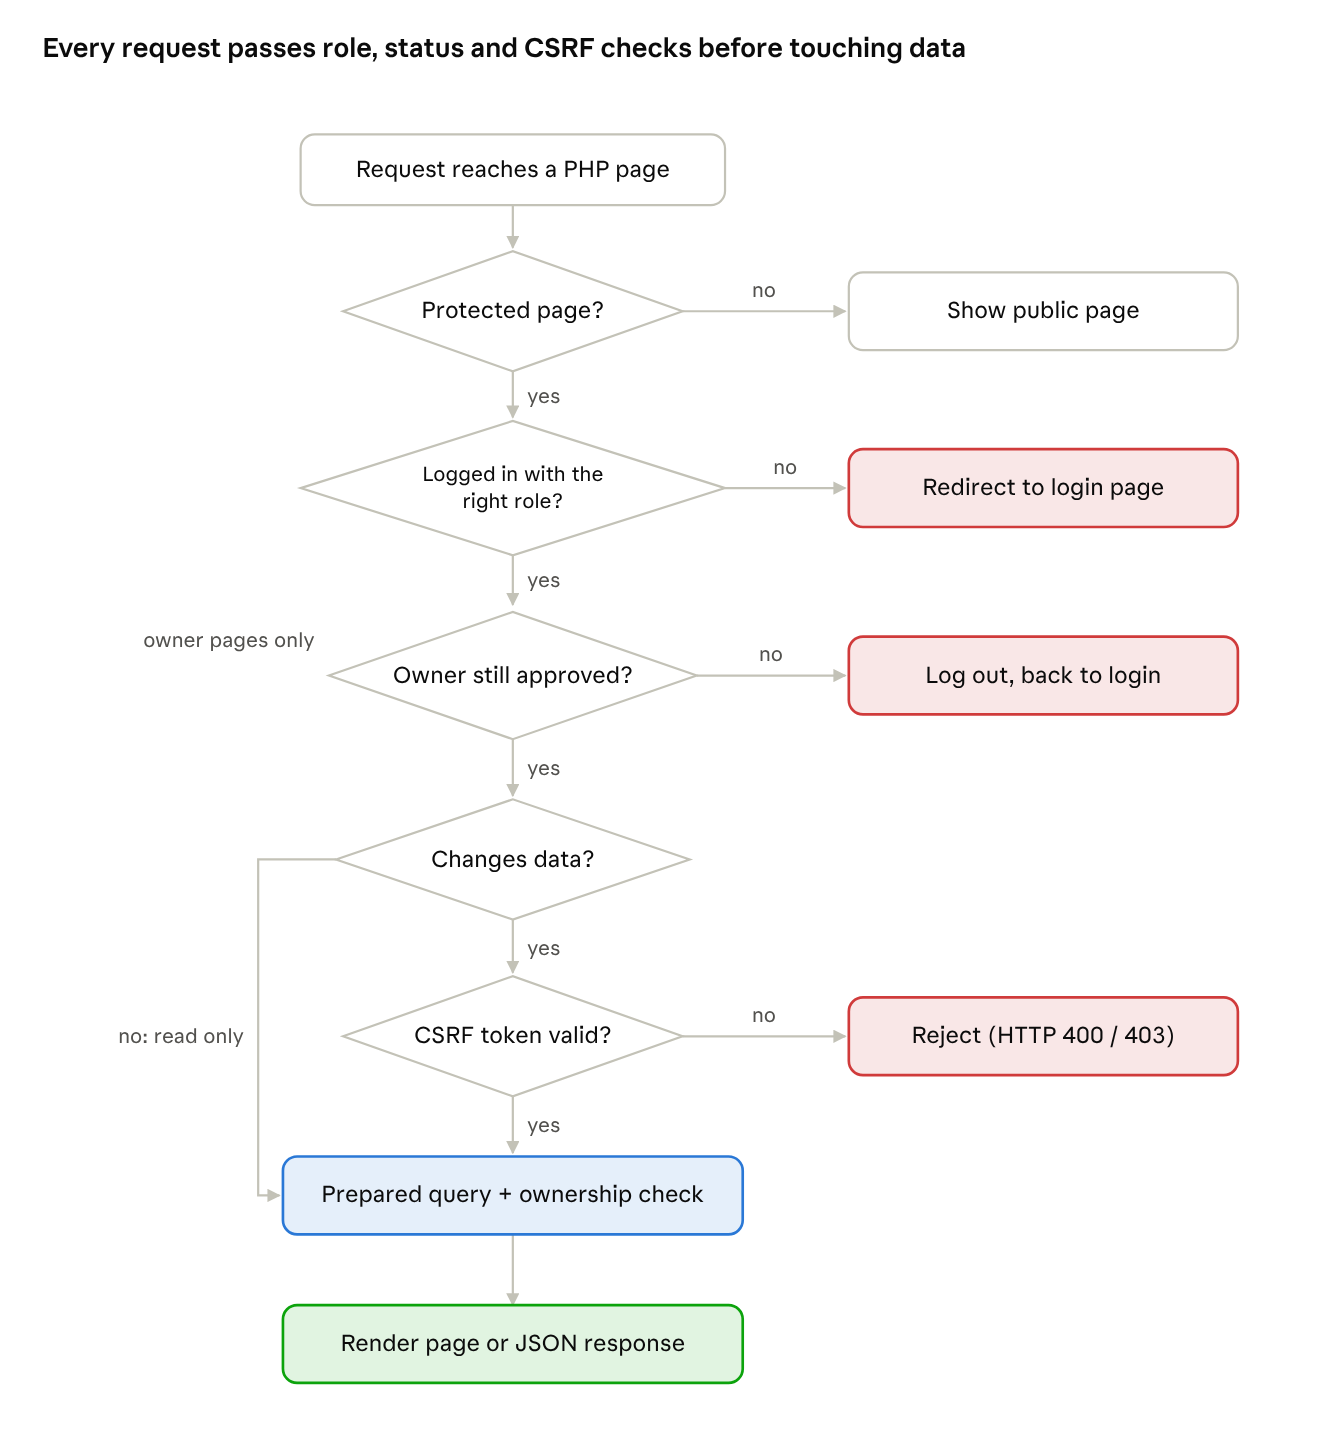 Every request passes role, status and CSRF checks before touching data
Request reaches a PHP page
Protected page?
no
Show public page
yes
Logged in with the
right role?
no
Redirect to login page
yes
owner pages only
Owner still approved?
no
Log out, back to login
yes
Changes data?
yes
no: read only
CSRF token valid?
no
Reject (HTTP 400 / 403)
yes
Prepared query + ownership check
Render page or JSON response